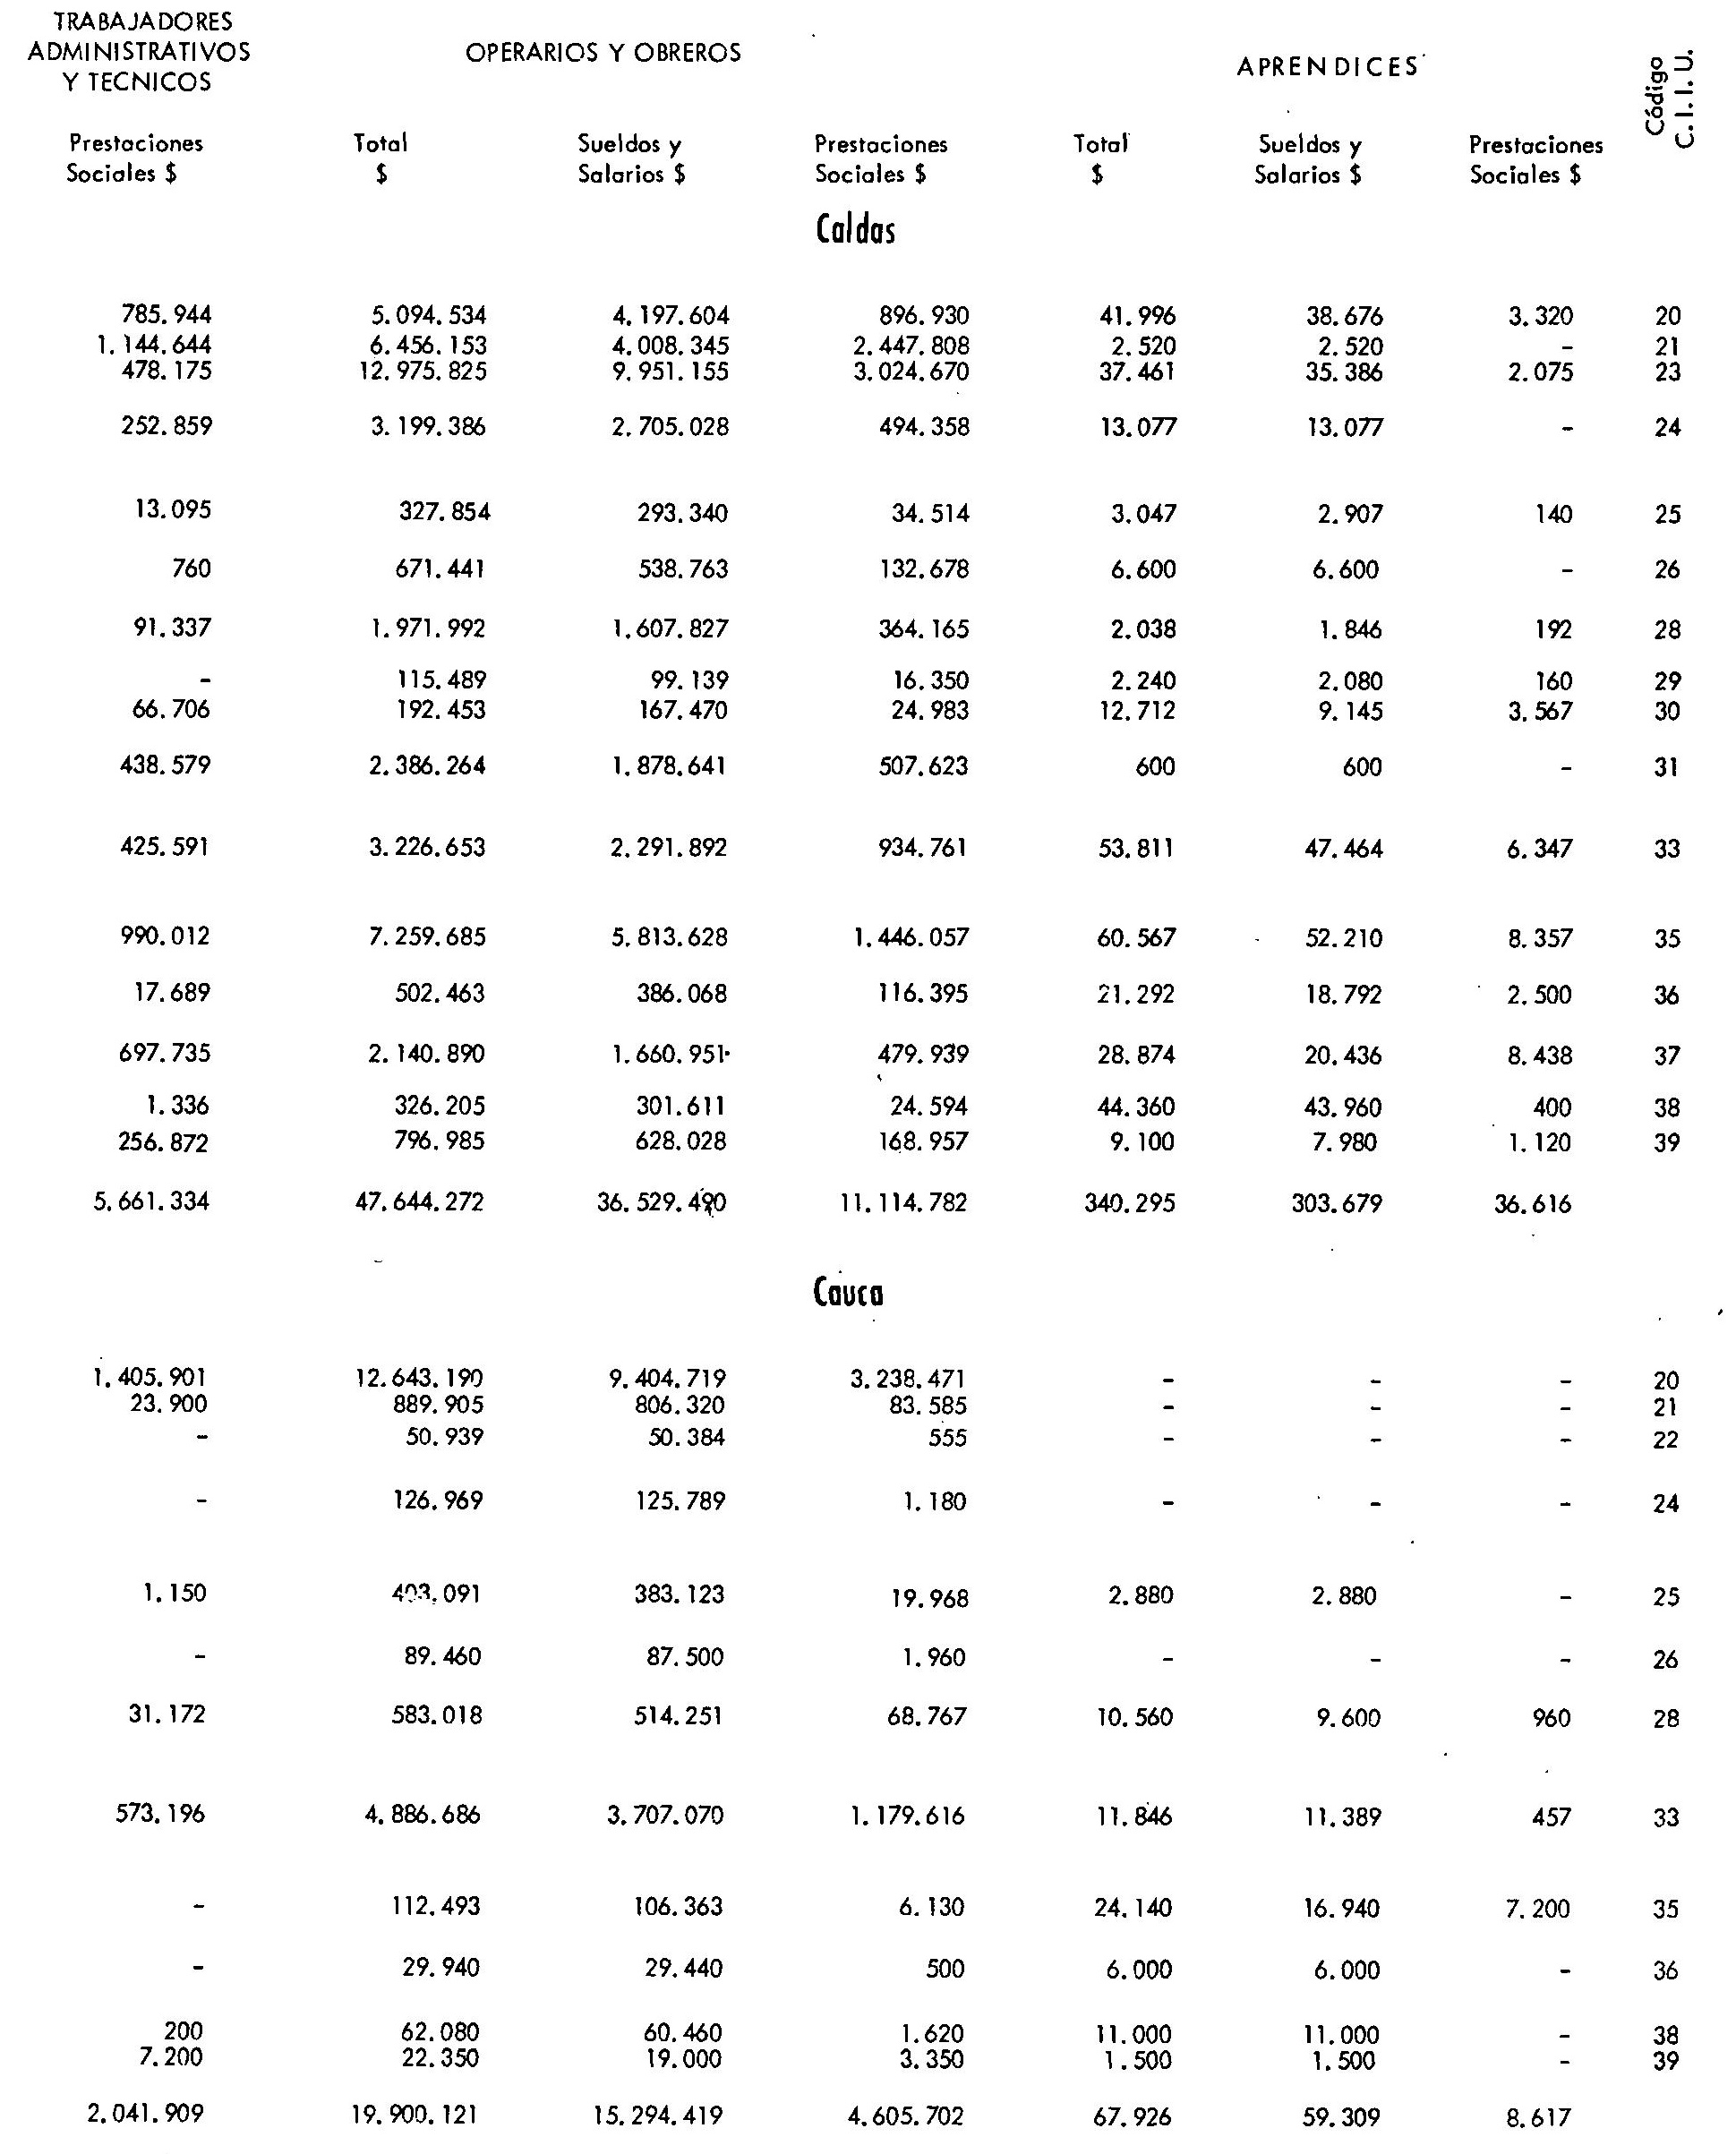 TRABAJADORES ADMINISTRATIVOS Y TECNICOS OPERARIOS Y OBREROS APRENDICES Código C.I.I.U.
Prestaciones Sociales $ Total $ Sueldos y Salarios $ Prestaciones Sociales $ Total $ Sueldos y Salarios $ Prestaciones Sociales $
Caldas
785.944 5.094.534 4.197.604 896.930 41.996 38.676 3.320 20
1.144.644 6.456.153 4.008.345 2.447.808 2.520 2.520 - 21
478.175 12.975.825 9.951.155 3.024.670 37.461 35.386 2.075 23
252.859 3.199.386 2.705.028 494.358 13.077 13.077 - 24
13.095 327.854 293.340 34.514 3.047 2.907 140 25
760 671.441 538.763 132.678 6.600 6.600 - 26
91.337 1.971.992 1.607.827 364.165 2.038 1.846 192 28
- 115.489 99.139 16.350 2.240 2.080 160 29
66.706 192.453 167.470 24.983 12.712 9.145 3.567 30
438.579 2.386.264 1.878.641 507.623 600 600 - 31
425.591 3.226.653 2.291.892 934.761 53.811 47.464 6.347 33
990.012 7.259.685 5.813.628 1.446.057 60.567 52.210 8.357 35
17.689 502.463 386.068 116.395 21.292 18.792 2.500 36
697.735 2.140.890 1.660.951 479.939 28.874 20.436 8.438 37
1.336 326.205 301.611 24.594 44.360 43.960 400 38
256.872 796.985 628.028 168.957 9.100 7.980 1.120 39
5.661.334 47.644.272 36.529.490 11.114.782 340.295 303.679 36.616
Cauca
1.405.901 12.643.190 9.404.719 3.238.471 - - - 20
23.900 889.905 806.320 83.585 - - - 21
- 50.939 50.384 555 - - - 22
- 126.969 125.789 1.180 - - - 24
1.150 403.091 383.123 19.968 2.880 2.880 - 25
- 89.460 87.500 1.960 - - - 26
31.172 583.018 514.251 68.767 10.560 9.600 960 28
573.196 4.886.686 3.707.070 1.179.616 11.846 11.389 457 33
- 112.493 106.363 6.130 24.140 16.940 7.200 35
- 29.940 29.440 500 6.000 6.000 - 36
200 62.080 60.460 1.620 11.000 11.000 - 38
7.200 22.350 19.000 3.350 1.500 1.500 - 39
2.041.909 19.900.121 15.294.419 4.605.702 67.926 59.309 8.617